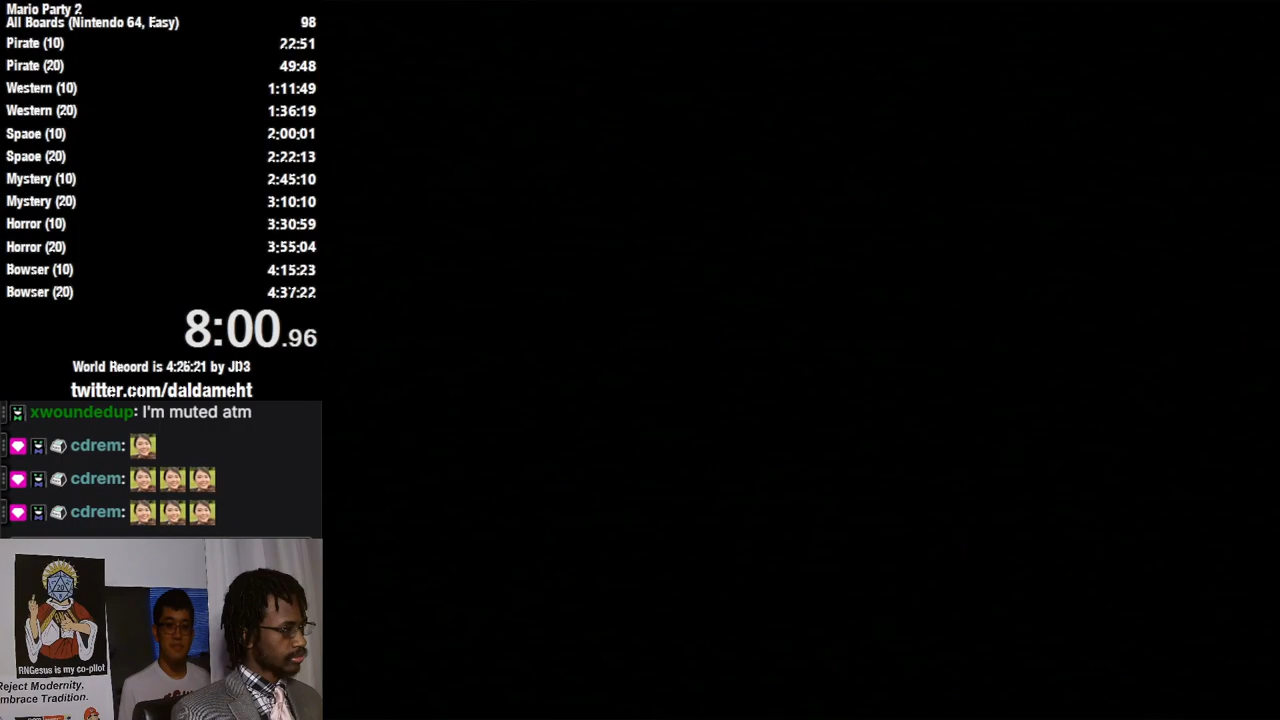 Mario Party 2
All Boards (Nintendo 64, Easy) 98
Pirate (10) 22:51
Pirate (20) 49:48
Western (10) 1:11:49
Western (20) 1:36:19
Space (10) 2:00:01
Space (20) 2:22:13
Mystery (10) 2:45:10
Mystery (20) 3:10:10
Horror (10) 3:30:59
Horror (20) 3:55:04
Bowser (10) 4:15:23
Bowser (20) 4:37:22
8:00.96
World Record is 4:26:21 by JD3
twitter.com/daldameht
xwoundedup: I'm muted atm
cdrem:
cdrem:
cdrem:
RNGesus is my co-pilot
Reject Modernity,
mbrace Tradition.